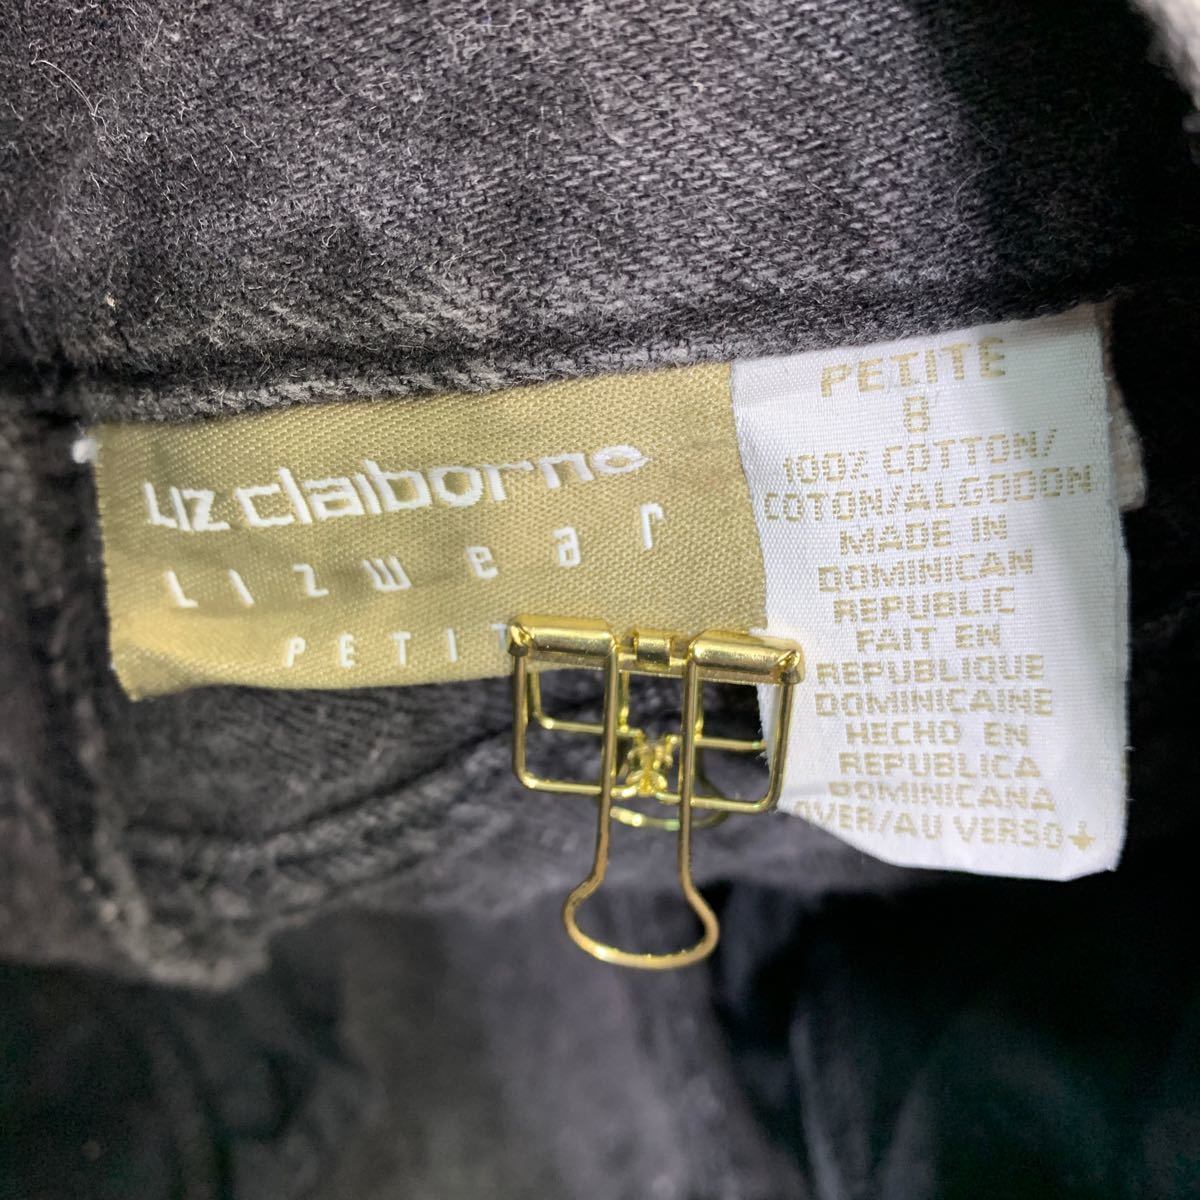 Liz claiborne
Lizwear
PETIT
PETITE
8
100% COTTON/
COTON/ALGODON
MADE IN
DOMINICAN
REPUBLIC
FAIT EN
REPUBLIQUE
DOMINICAINE
HECHO EN
REPUBLICA
DOMINICANA
OVER/AU VERSO